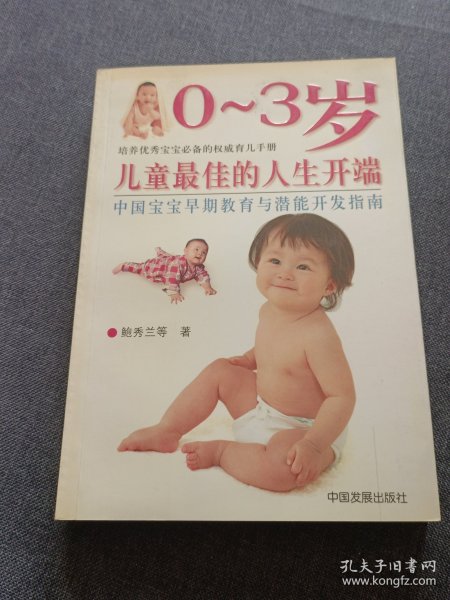 0~3岁
培养优秀宝宝必备的权威育儿手册
儿童最佳的人生开端
中国宝宝早期教育与潜能开发指南
●鲍秀兰等 著
中国发展出版社
孔夫子旧书网
www.kongfz.com